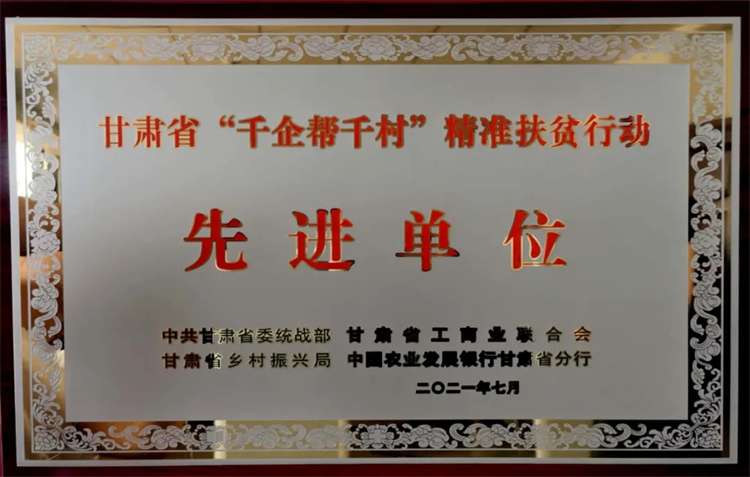 甘肃省“千企帮千村”精准扶贫行动
先进单位
中共甘肃省委统战部 甘肃省工商业联合会
甘肃省乡村振兴局 中国农业发展银行甘肃省分行
二〇二一年七月